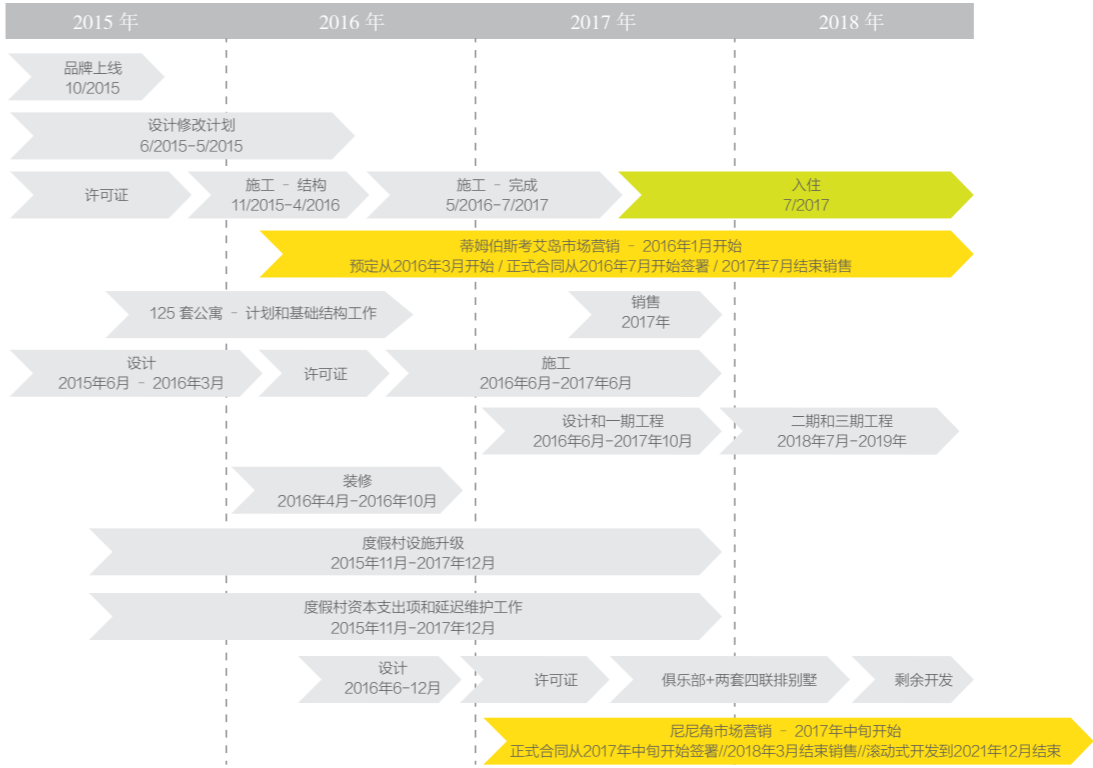 2015 年
2016 年
2017 年
2018 年
品牌上线
10/2015
设计修改计划
6/2015-5/2015
许可证
施工 - 结构
11/2015-4/2016
施工 - 完成
5/2016-7/2017
入住
7/2017
蒂姆伯斯考艾岛市场营销 - 2016年1月开始
预定从2016年3月开始 / 正式合同从2016年7月开始签署 / 2017年7月结束销售
125 套公寓 - 计划和基础结构工作
销售
2017年
设计
2015年6月 - 2016年3月
许可证
施工
2016年6月-2017年6月
设计和一期工程
2016年6月-2017年10月
二期和三期工程
2018年7月-2019年
装修
2016年4月-2016年10月
度假村设施升级
2015年11月-2017年12月
度假村资本支出项和延迟维护工作
2015年11月-2017年12月
设计
2016年6-12月
许可证
俱乐部+两套四联排别墅
剩余开发
尼尼角市场营销 - 2017年中旬开始
正式合同从2017年中旬开始签署//2018年3月结束销售//滚动式开发到2021年12月结束